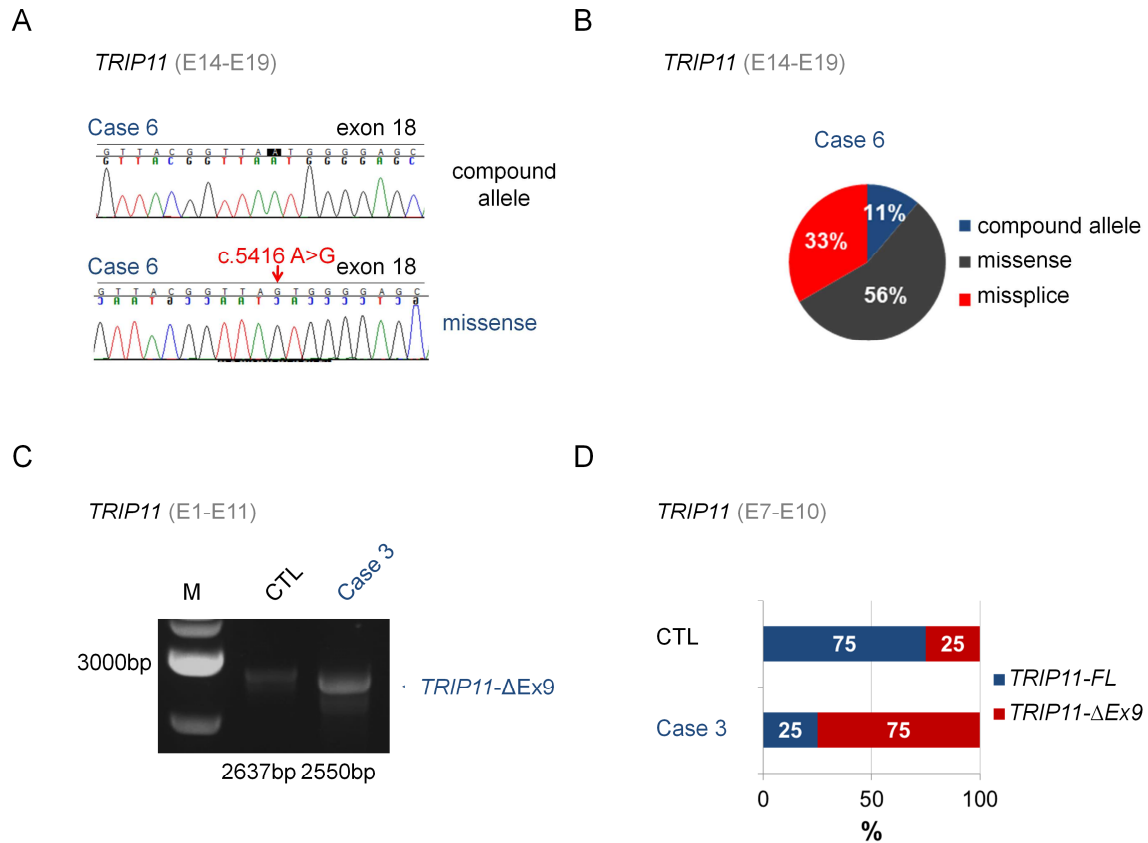 A
TRIP11 (E14-E19)
Case 6
exon 18
G T T A C G G T T A A T G G G G A G C
G T T A C G G T T A A T G G G G A G C
compound
allele
c.5416 A>G
Case 6
exon 18
G T T A C G G T T A G T G G G G A G C
missense
B
TRIP11 (E14-E19)
Case 6
11%
33%
56%
compound allele
missense
missplice
C
TRIP11 (E1-E11)
M
CTL
Case 3
3000bp
TRIP11-ΔEx9
2637bp 2550bp
D
TRIP11 (E7-E10)
CTL
75
25
Case 3
25
75
TRIP11-FL
TRIP11-ΔEx9
0
50
100
%